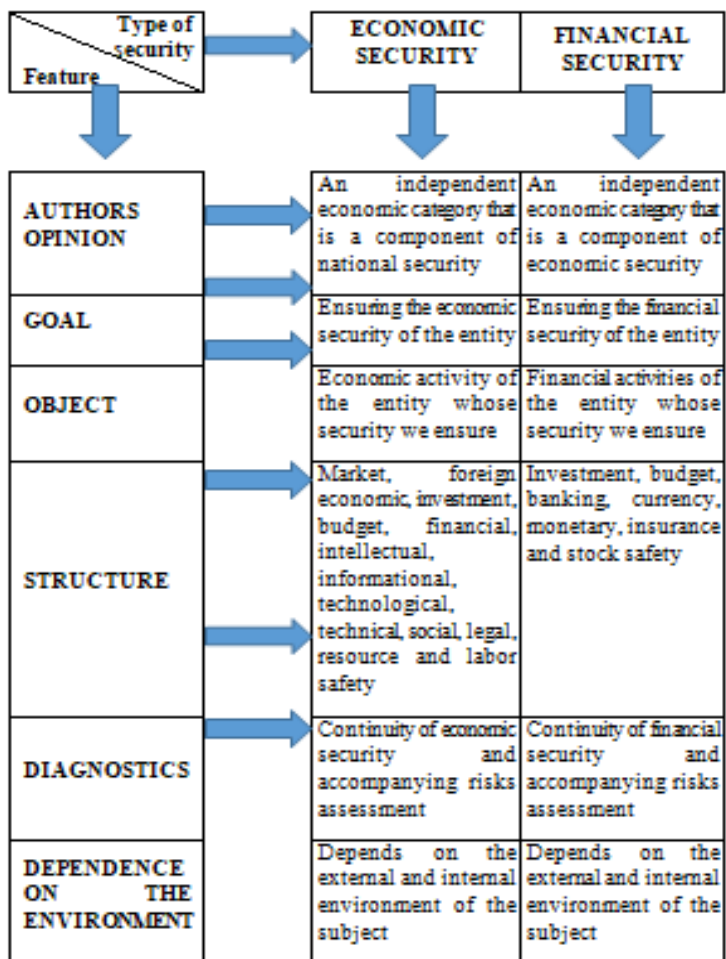 Type of
security
Feature
ECONOMIC
SECURITY
FINANCIAL
SECURITY
AUTHORS
OPINION
An independent
economic category that
is a component of
national security
An independent
economic category that
is a component of
economic security
GOAL
Ensuring the economic
security of the entity
Ensuring the financial
security of the entity
OBJECT
Economic activity of
the entity whose
security we ensure
Financial activities of
the entity whose
security we ensure
STRUCTURE
Market, foreign
economic, investment,
budget, financial,
intellectual,
informational,
technological,
technical, social, legal,
resource and labor
safety
Investment, budget,
banking, currency,
monetary, insurance
and stock safety
DIAGNOSTICS
Continuity of economic
security and
accompanying risks
assessment
Continuity of financial
security and
accompanying risks
assessment
DEPENDENCE
ON THE
ENVIRONMENT
Depends on the
external and internal
environment of the
subject
Depends on the
external and internal
environment of the
subject